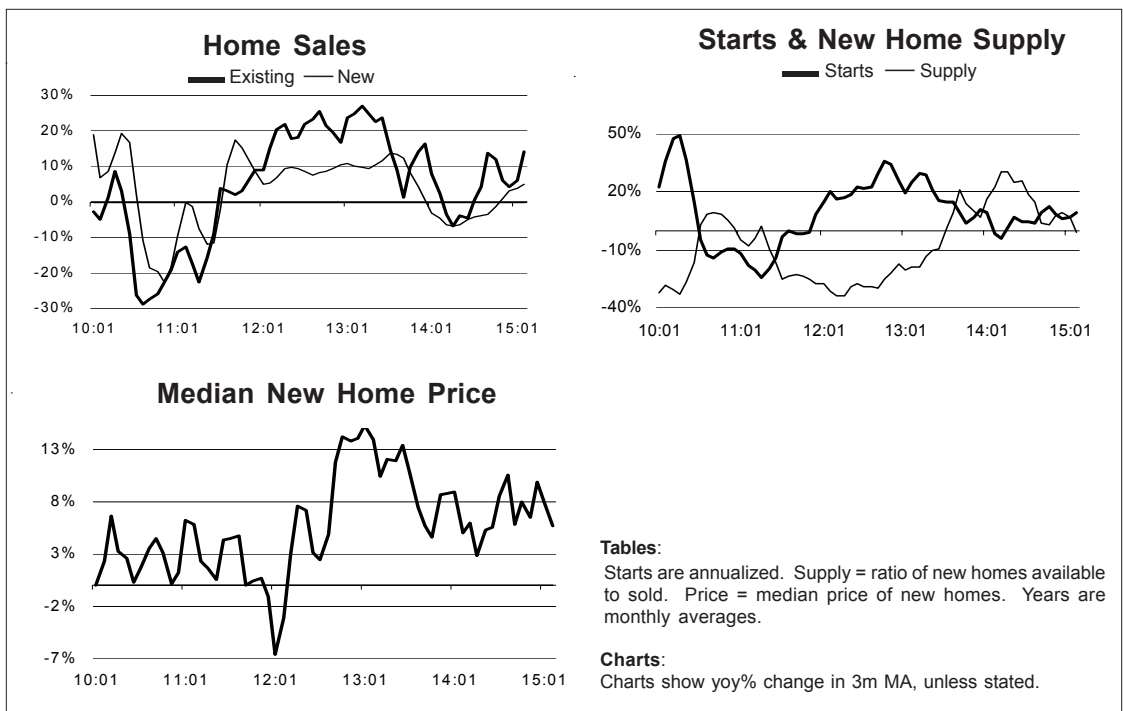 Home Sales
Existing New
30%
20%
10%
0%
-10%
-20%
-30%
10:01 11:01 12:01 13:01 14:01 15:01
Starts & New Home Supply
Starts Supply
50%
20%
-10%
-40%
10:01 11:01 12:01 13:01 14:01 15:01
Median New Home Price
13%
8%
3%
-2%
-7%
10:01 11:01 12:01 13:01 14:01 15:01
Tables:
Starts are annualized. Supply = ratio of new homes available
to sold. Price = median price of new homes. Years are
monthly averages.
Charts:
Charts show yoy% change in 3m MA, unless stated.